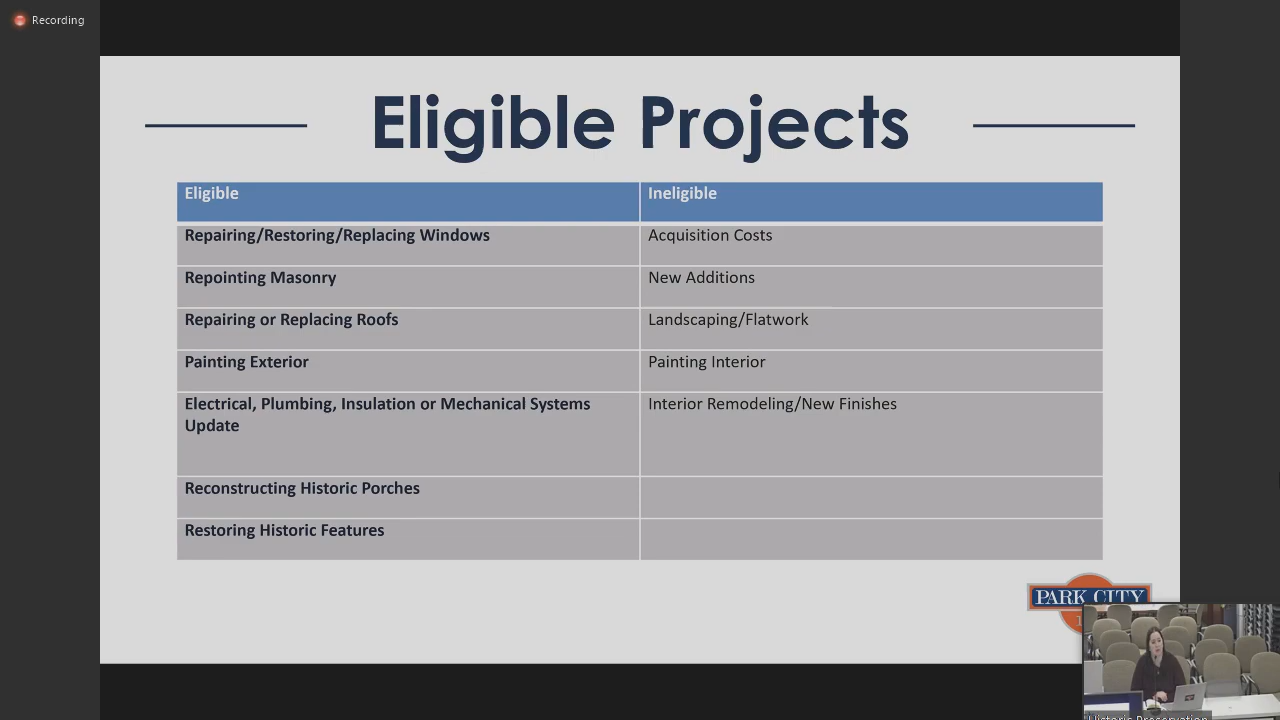 Recording
Eligible Projects
Eligible
Ineligible
Repairing/Restoring/Replacing Windows
Acquisition Costs
Repointing Masonry
New Additions
Repairing or Replacing Roofs
Landscaping/Flatwork
Painting Exterior
Painting Interior
Electrical, Plumbing, Insulation or Mechanical Systems
Update
Interior Remodeling/New Finishes
Reconstructing Historic Porches
Restoring Historic Features
PARK CITY
Historic Preservation